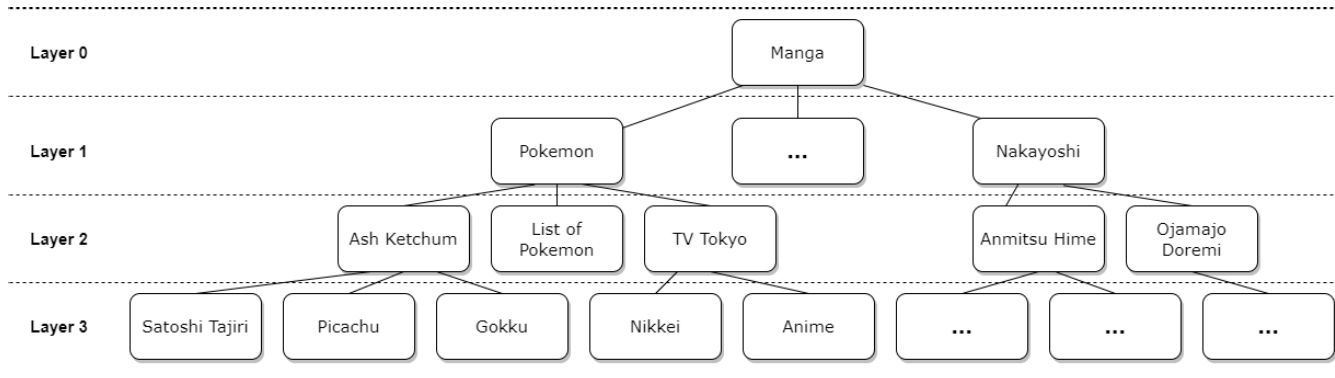 Layer 0
Manga
Layer 1
Pokemon
...
Nakayoshi
Layer 2
Ash Ketchum
List of
Pokemon
TV Tokyo
Anmitsu Hime
Ojamajo
Doremi
Layer 3
Satoshi Tajiri
Picachu
Gokku
Nikkei
Anime
...
...
...